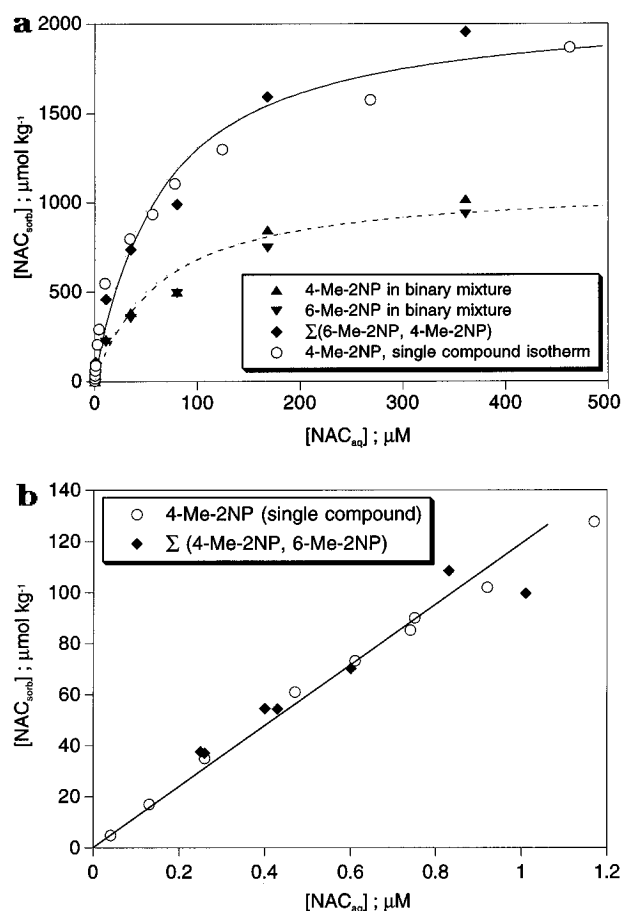 a
2000
1500
1000
500
0
[NAC_sorb] ; µmol kg⁻¹
4-Me-2NP in binary mixture
6-Me-2NP in binary mixture
Σ(6-Me-2NP, 4-Me-2NP)
4-Me-2NP, single compound isotherm
0 100 200 300 400 500
[NAC_aq] ; µM
b
140
120
100
80
60
40
20
0
[NAC_sorb] ; µmol kg⁻¹
4-Me-2NP (single compound)
Σ (4-Me-2NP, 6-Me-2NP)
0 0.2 0.4 0.6 0.8 1 1.2
[NAC_aq] ; µM